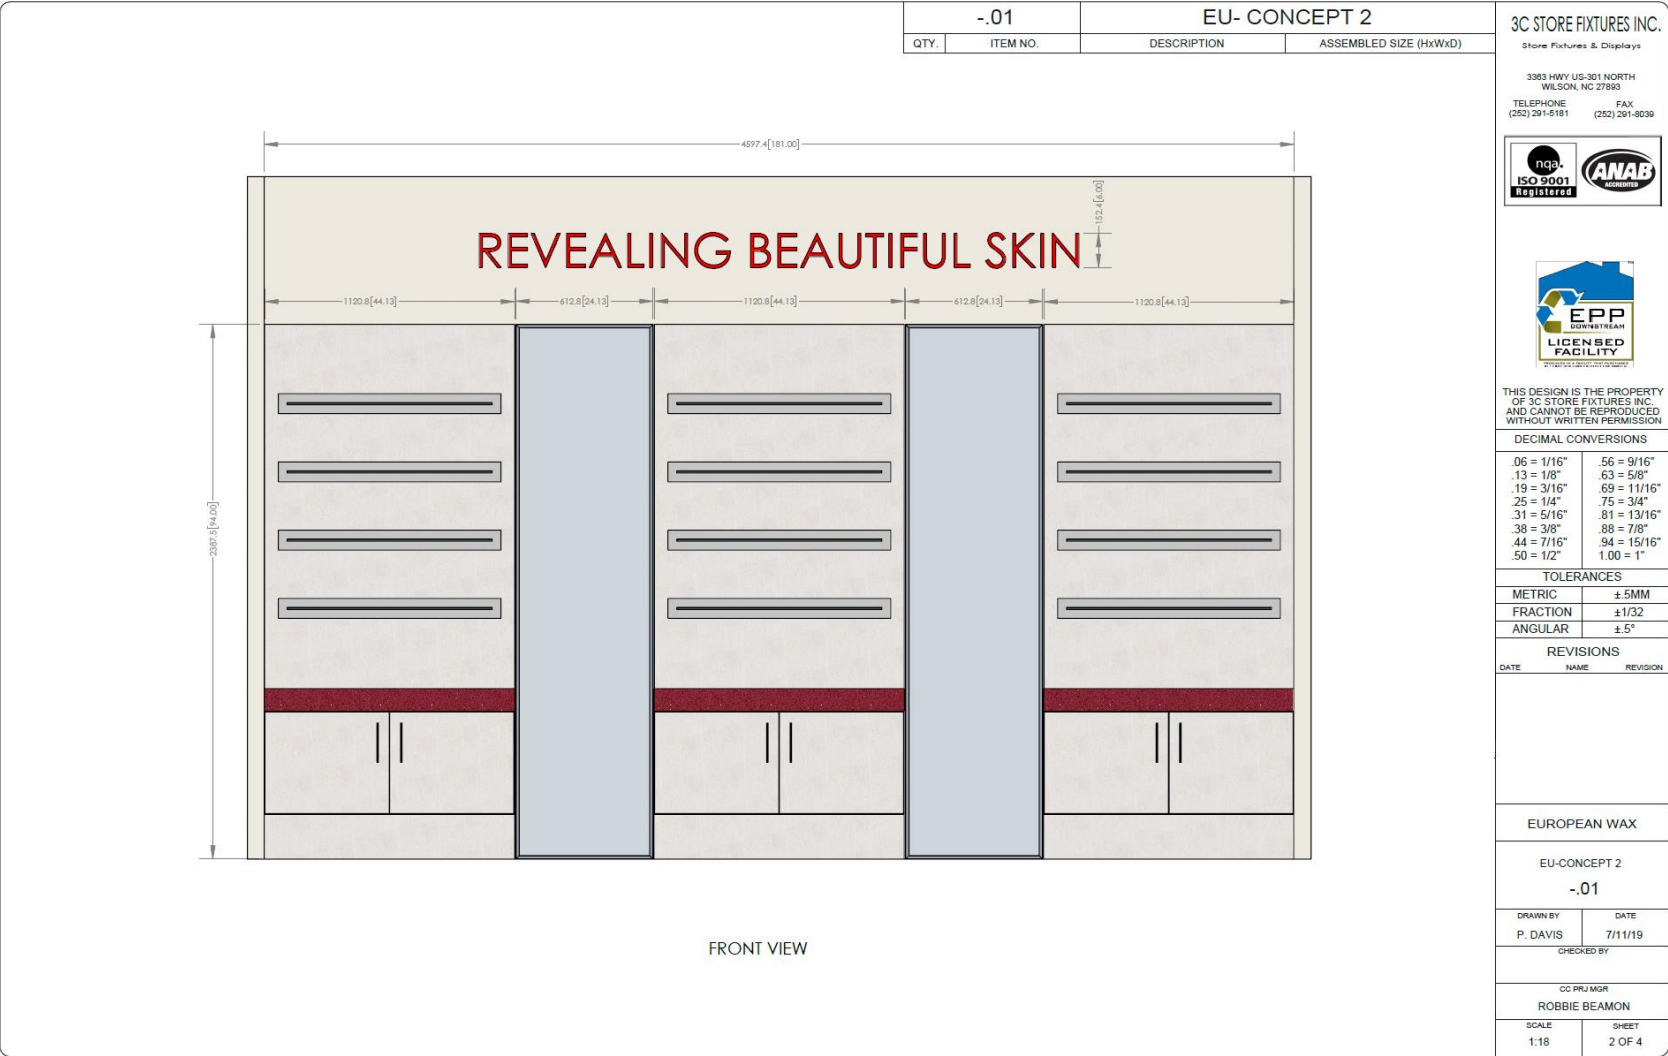 -.01 EU- CONCEPT 2
QTY. ITEM NO. DESCRIPTION ASSEMBLED SIZE (HxWxD)
4597.4[181.00]
152.4[6.00]
REVEALING BEAUTIFUL SKIN
1120.8[44.13] 612.8[24.13] 1120.8[44.13] 612.8[24.13] 1120.8[44.13]
2387.5[94.00]
FRONT VIEW
3C STORE FIXTURES INC.
Store Fixtures & Displays
3363 HWY US-301 NORTH
WILSON, NC 27893
TELEPHONE FAX
(252) 291-5181 (252) 291-8039
nqa.
ISO 9001
Registered
ANAB
ACCREDITED
EPP
DOWNSTREAM
LICENSED
FACILITY
THIS DESIGN IS THE PROPERTY
OF 3C STORE FIXTURES INC.
AND CANNOT BE REPRODUCED
WITHOUT WRITTEN PERMISSION
DECIMAL CONVERSIONS
.06 = 1/16" .56 = 9/16"
.13 = 1/8" .63 = 5/8"
.19 = 3/16" .69 = 11/16"
.25 = 1/4" .75 = 3/4"
.31 = 5/16" .81 = 13/16"
.38 = 3/8" .88 = 7/8"
.44 = 7/16" .94 = 15/16"
.50 = 1/2" 1.00 = 1"
TOLERANCES
METRIC ±.5MM
FRACTION ±1/32
ANGULAR ±.5°
REVISIONS
DATE NAME REVISION
EUROPEAN WAX
EU-CONCEPT 2
-.01
DRAWN BY DATE
P. DAVIS 7/11/19
CHECKED BY
CC PRJ MGR
ROBBIE BEAMON
SCALE SHEET
1:18 2 OF 4